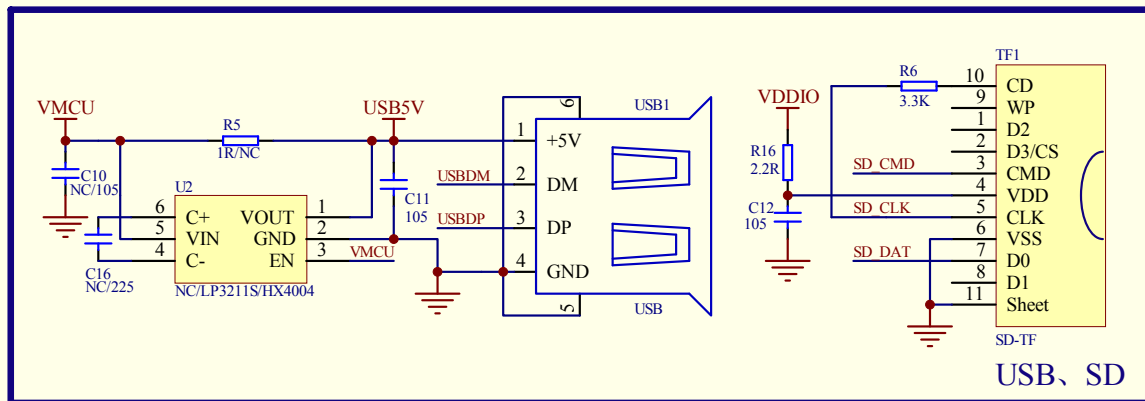 VMCU
R5
1R/NC
USB5V
C10
NC/105
U2
6
5
4
C+
VIN
C-
VOUT
GND
EN
1
2
3
VMCU
C16
NC/225
NC/LP3211S/HX4004
C11
105
USBDM
USBDP
1
2
3
4
6
5
+5V
DM
DP
GND
USB1
USB
VDDIO
R16
2.2R
C12
105
R6
3.3K
SD_CMD
SD_CLK
SD_DAT
TF1
10 CD
9 WP
1 D2
2 D3/CS
3 CMD
4 VDD
5 CLK
6 VSS
7 D0
8 D1
11 Sheet
SD-TF
USB、SD